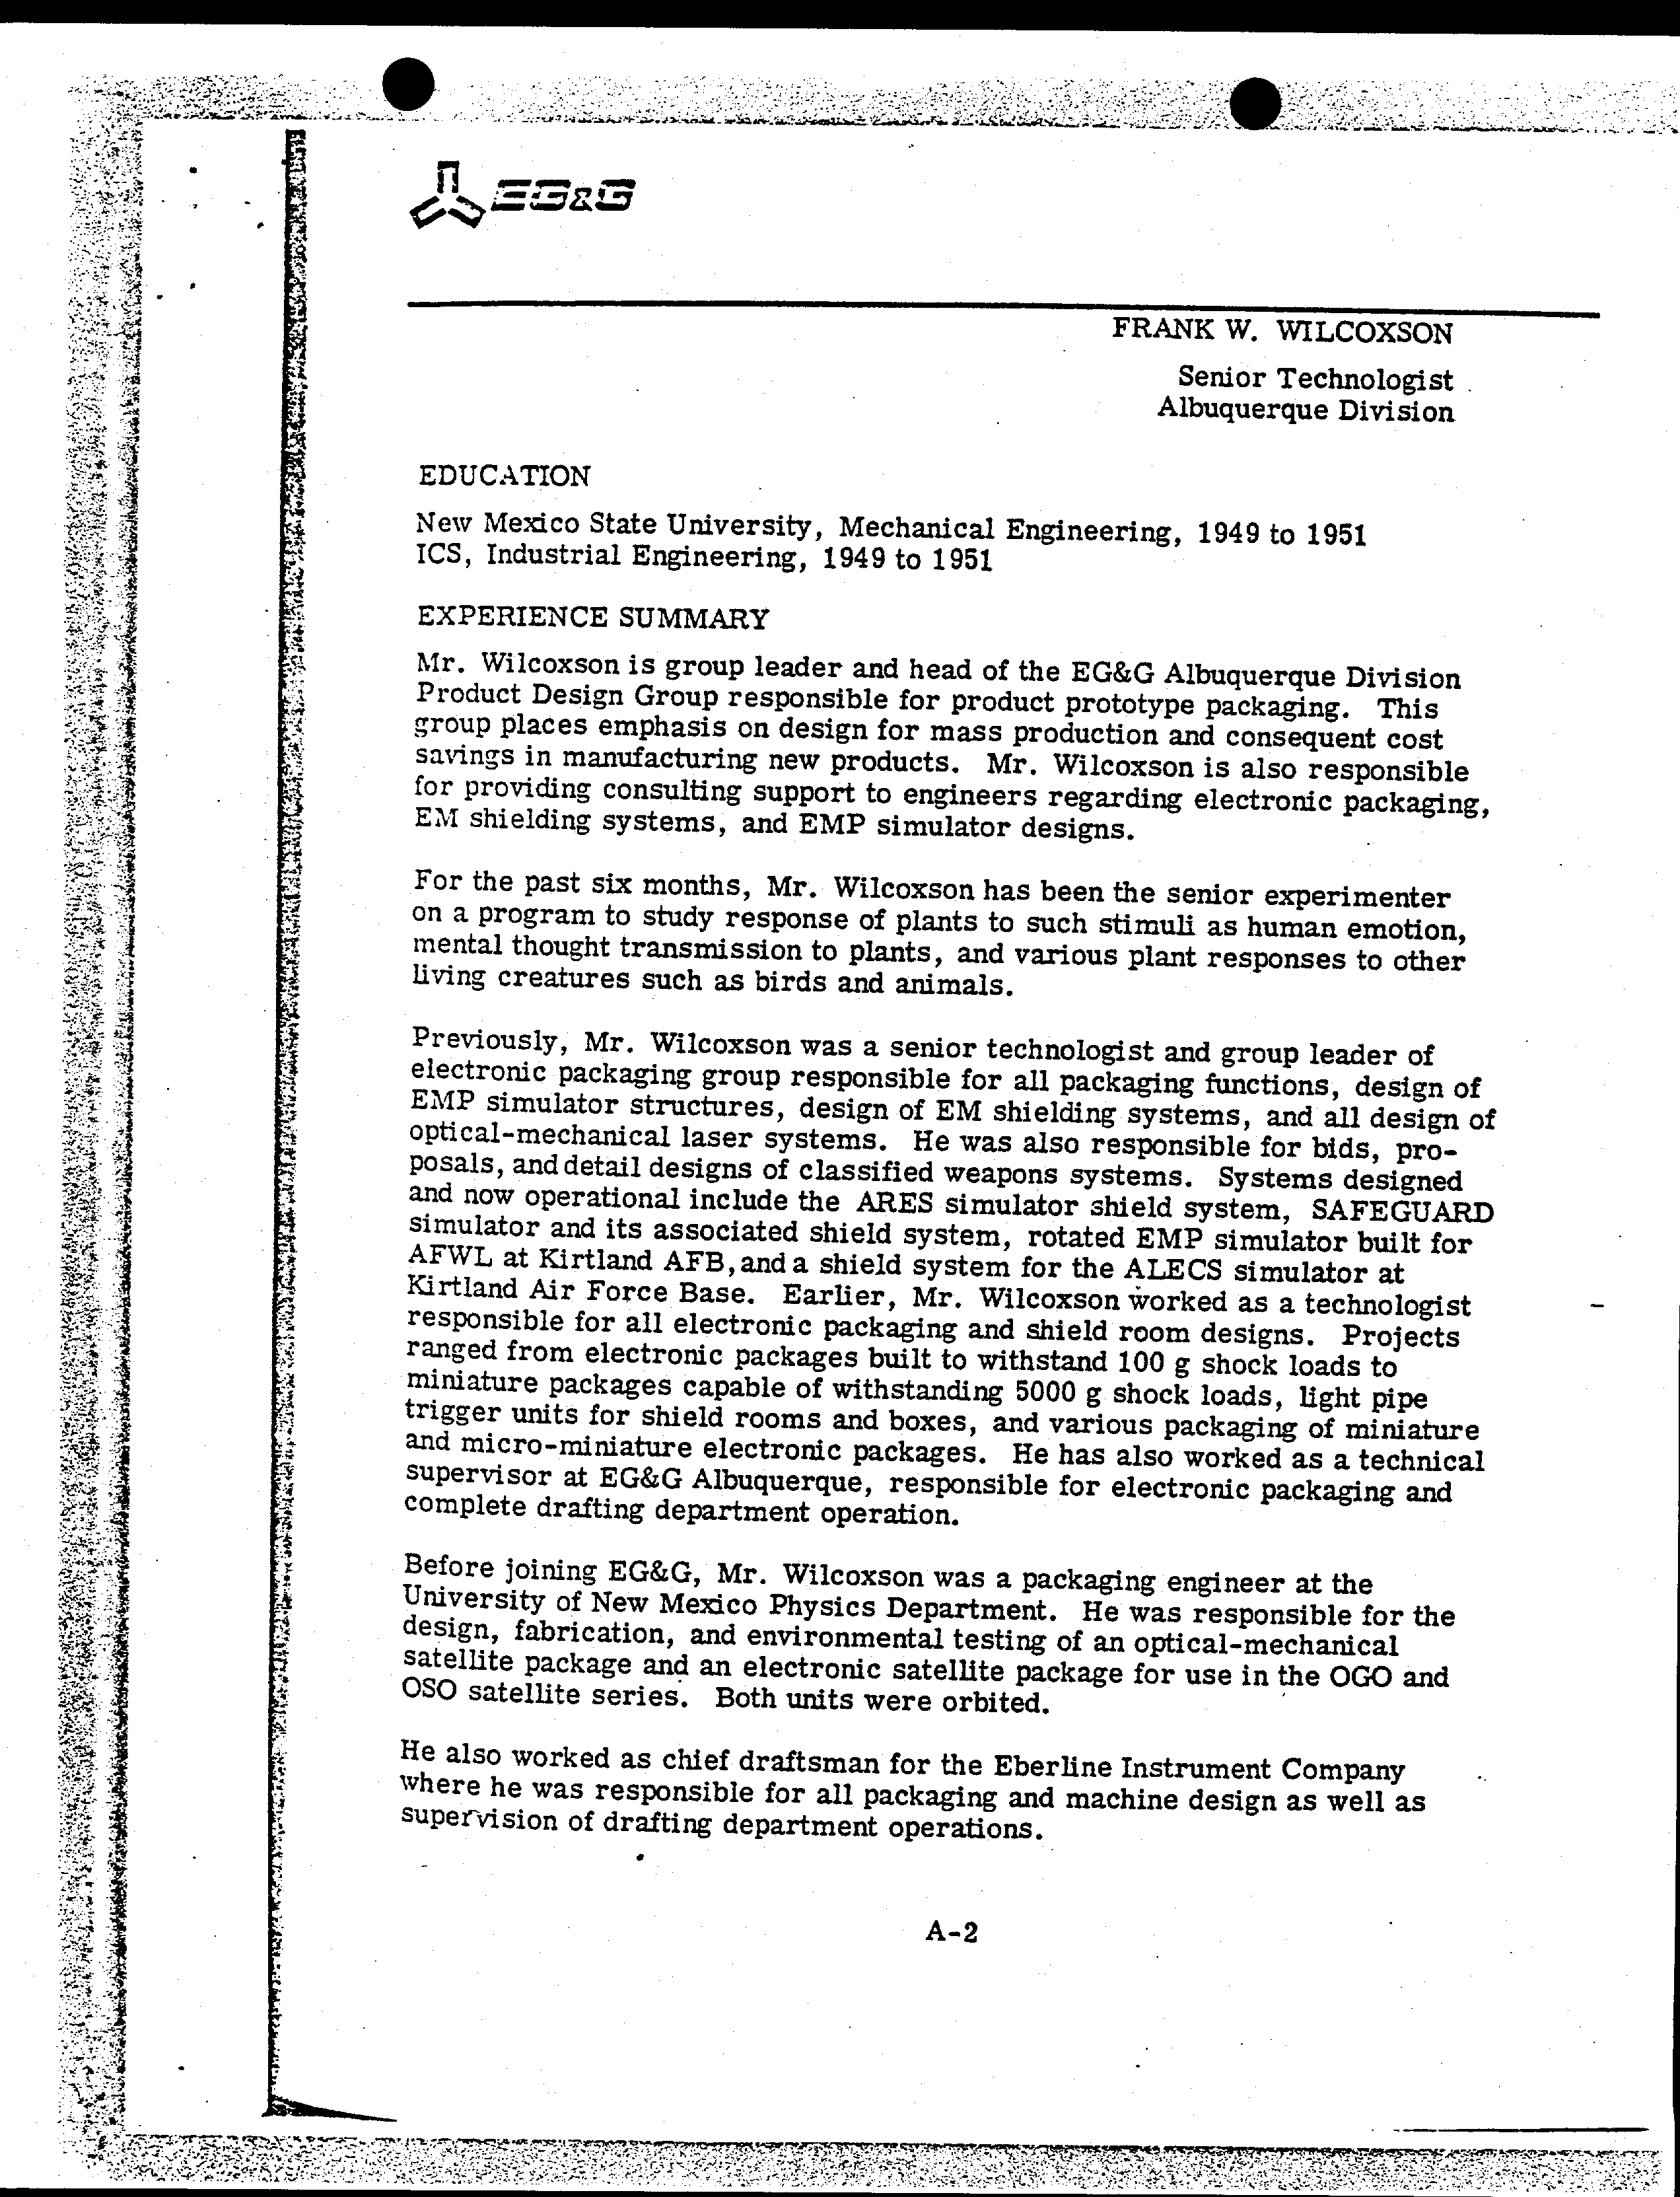 EG&G
FRANK W. WILCOXSON
Senior Technologist
Albuquerque Division
EDUCATION
New Mexico State University, Mechanical Engineering, 1949 to 1951
ICS, Industrial Engineering, 1949 to 1951
EXPERIENCE SUMMARY
Mr. Wilcoxson is group leader and head of the EG&G Albuquerque Division
Product Design Group responsible for product prototype packaging. This
group places emphasis on design for mass production and consequent cost
savings in manufacturing new products. Mr. Wilcoxson is also responsible
for providing consulting support to engineers regarding electronic packaging,
EM shielding systems, and EMP simulator designs.
For the past six months, Mr. Wilcoxson has been the senior experimenter
on a program to study response of plants to such stimuli as human emotion,
mental thought transmission to plants, and various plant responses to other
living creatures such as birds and animals.
Previously, Mr. Wilcoxson was a senior technologist and group leader of
electronic packaging group responsible for all packaging functions, design of
EMP simulator structures, design of EM shielding systems, and all design of
optical-mechanical laser systems. He was also responsible for bids, pro-
posals, and detail designs of classified weapons systems. Systems designed
and now operational include the ARES simulator shield system, SAFEGUARD
simulator and its associated shield system, rotated EMP simulator built for
AFWL at Kirtland AFB, and a shield system for the ALECS simulator at
Kirtland Air Force Base. Earlier, Mr. Wilcoxson worked as a technologist
responsible for all electronic packaging and shield room designs. Projects
ranged from electronic packages built to withstand 100 g shock loads to
miniature packages capable of withstanding 5000 g shock loads, light pipe
trigger units for shield rooms and boxes, and various packaging of miniature
and micro-miniature electronic packages. He has also worked as a technical
supervisor at EG&G Albuquerque, responsible for electronic packaging and
complete drafting department operation.
Before joining EG&G, Mr. Wilcoxson was a packaging engineer at the
University of New Mexico Physics Department. He was responsible for the
design, fabrication, and environmental testing of an optical-mechanical
satellite package and an electronic satellite package for use in the OGO and
OSO satellite series. Both units were orbited.
He also worked as chief draftsman for the Eberline Instrument Company
where he was responsible for all packaging and machine design as well as
supervision of drafting department operations.
A-2